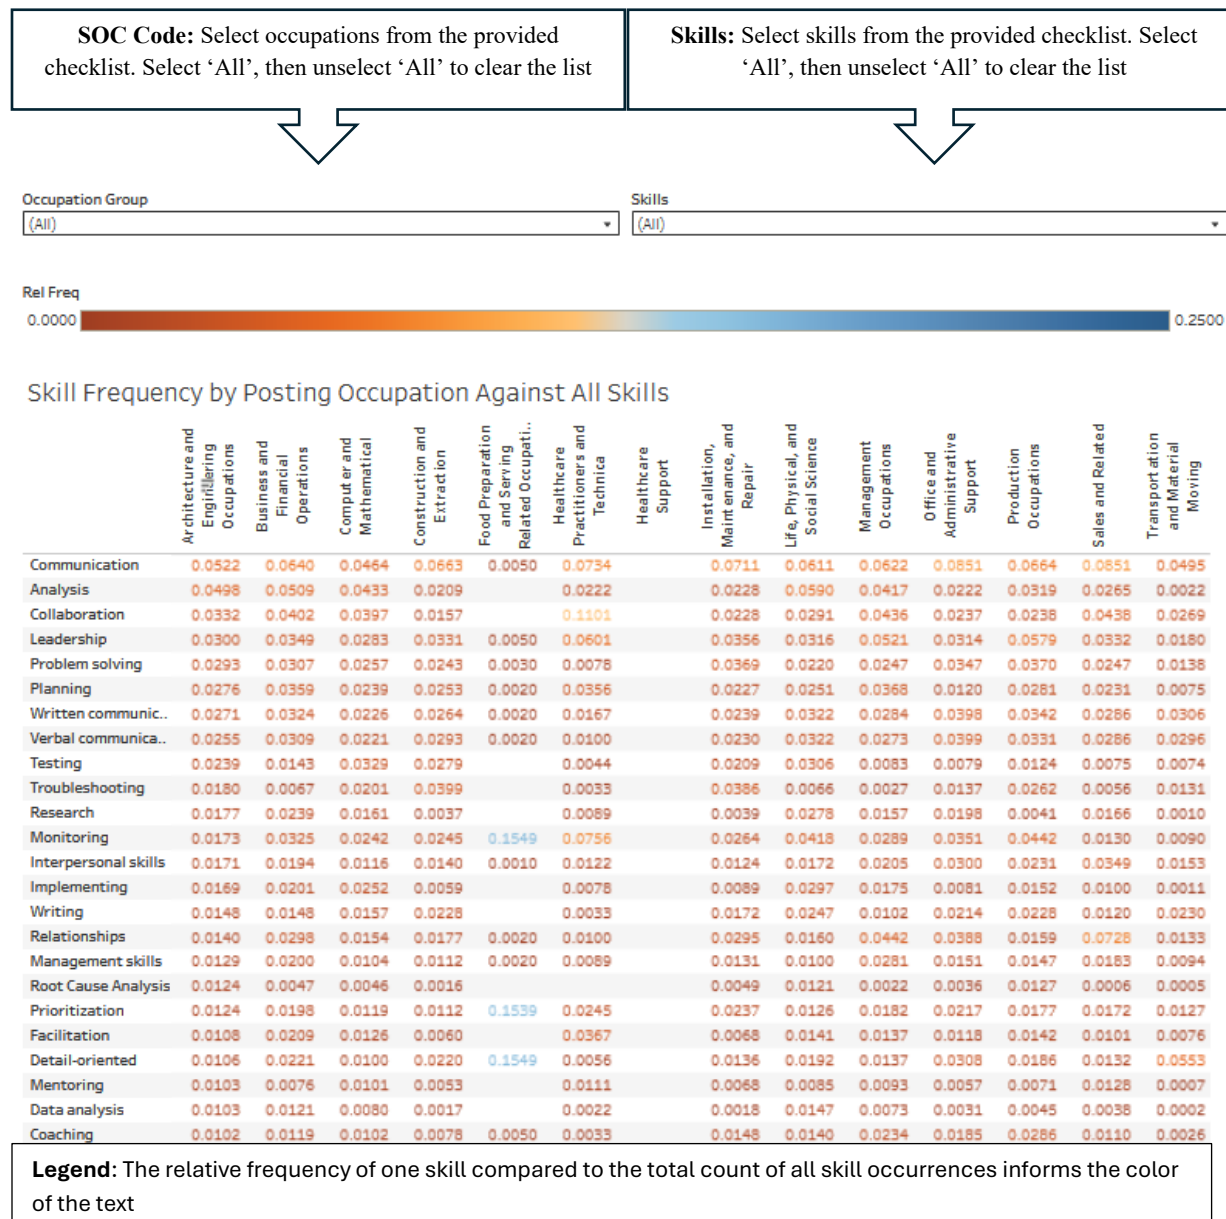 SOC Code: Select occupations from the provided
checklist. Select ‘All’, then unselect ‘All’ to clear the list
Skills: Select skills from the provided checklist. Select
‘All’, then unselect ‘All’ to clear the list
Occupation Group
(All)
Skills
(All)
Rel Freq
0.0000
0.2500
Skill Frequency by Posting Occupation Against All Skills
Architecture and
Engineering
Occupations
Business and
Financial
Operations
Computer and
Mathematical
Construction and
Extraction
Food Preparation
and Serving
Related Occupati..
Healthcare
Practitioners and
Technica
Healthcare
Support
Installation,
Maintenance, and
Repair
Life, Physical, and
Social Science
Management
Occupations
Office and
Administrative
Support
Production
Occupations
Sales and Related
Transportation
and Material
Moving
Communication 0.0522 0.0640 0.0464 0.0663 0.0050 0.0734 0.0711 0.0611 0.0622 0.0851 0.0664 0.0851 0.0495
Analysis 0.0498 0.0509 0.0433 0.0209 0.0222 0.0228 0.0590 0.0417 0.0222 0.0319 0.0265 0.0022
Collaboration 0.0332 0.0402 0.0397 0.0157 0.1101 0.0228 0.0291 0.0436 0.0237 0.0238 0.0438 0.0269
Leadership 0.0300 0.0349 0.0283 0.0331 0.0050 0.0601 0.0356 0.0316 0.0521 0.0314 0.0579 0.0332 0.0180
Problem solving 0.0293 0.0307 0.0257 0.0243 0.0030 0.0078 0.0369 0.0220 0.0247 0.0347 0.0370 0.0247 0.0138
Planning 0.0276 0.0359 0.0239 0.0253 0.0020 0.0356 0.0227 0.0251 0.0368 0.0120 0.0281 0.0231 0.0075
Written communic.. 0.0271 0.0324 0.0226 0.0264 0.0020 0.0167 0.0239 0.0322 0.0284 0.0398 0.0342 0.0286 0.0306
Verbal communica.. 0.0255 0.0309 0.0221 0.0293 0.0020 0.0100 0.0230 0.0322 0.0273 0.0399 0.0331 0.0286 0.0296
Testing 0.0239 0.0143 0.0329 0.0279 0.0044 0.0209 0.0306 0.0083 0.0079 0.0124 0.0075 0.0074
Troubleshooting 0.0180 0.0067 0.0201 0.0399 0.0033 0.0386 0.0066 0.0027 0.0137 0.0262 0.0056 0.0131
Research 0.0177 0.0239 0.0161 0.0037 0.0089 0.0039 0.0278 0.0157 0.0198 0.0041 0.0166 0.0010
Monitoring 0.0173 0.0325 0.0242 0.0245 0.1549 0.0756 0.0264 0.0418 0.0289 0.0351 0.0442 0.0130 0.0090
Interpersonal skills 0.0171 0.0194 0.0116 0.0140 0.0010 0.0122 0.0124 0.0172 0.0205 0.0300 0.0231 0.0349 0.0153
Implementing 0.0169 0.0201 0.0252 0.0059 0.0078 0.0089 0.0297 0.0175 0.0081 0.0152 0.0100 0.0011
Writing 0.0148 0.0148 0.0157 0.0228 0.0033 0.0172 0.0247 0.0102 0.0214 0.0228 0.0120 0.0230
Relationships 0.0140 0.0298 0.0154 0.0177 0.0020 0.0100 0.0295 0.0160 0.0442 0.0388 0.0159 0.0728 0.0133
Management skills 0.0129 0.0200 0.0104 0.0112 0.0020 0.0089 0.0131 0.0100 0.0281 0.0151 0.0147 0.0183 0.0094
Root Cause Analysis 0.0124 0.0047 0.0046 0.0016 0.0049 0.0121 0.0022 0.0036 0.0127 0.0006 0.0005
Prioritization 0.0124 0.0198 0.0119 0.0112 0.1539 0.0245 0.0237 0.0126 0.0182 0.0217 0.0177 0.0172 0.0127
Facilitation 0.0108 0.0209 0.0126 0.0060 0.0367 0.0068 0.0141 0.0137 0.0118 0.0142 0.0101 0.0076
Detail-oriented 0.0106 0.0221 0.0100 0.0220 0.1549 0.0056 0.0136 0.0192 0.0137 0.0308 0.0186 0.0132 0.0553
Mentoring 0.0103 0.0076 0.0101 0.0053 0.0111 0.0068 0.0085 0.0093 0.0057 0.0071 0.0128 0.0007
Data analysis 0.0103 0.0121 0.0080 0.0017 0.0022 0.0018 0.0147 0.0073 0.0031 0.0045 0.0038 0.0002
Coaching 0.0102 0.0119 0.0102 0.0078 0.0050 0.0033 0.0148 0.0140 0.0234 0.0185 0.0286 0.0110 0.0026
Legend: The relative frequency of one skill compared to the total count of all skill occurrences informs the color
of the text